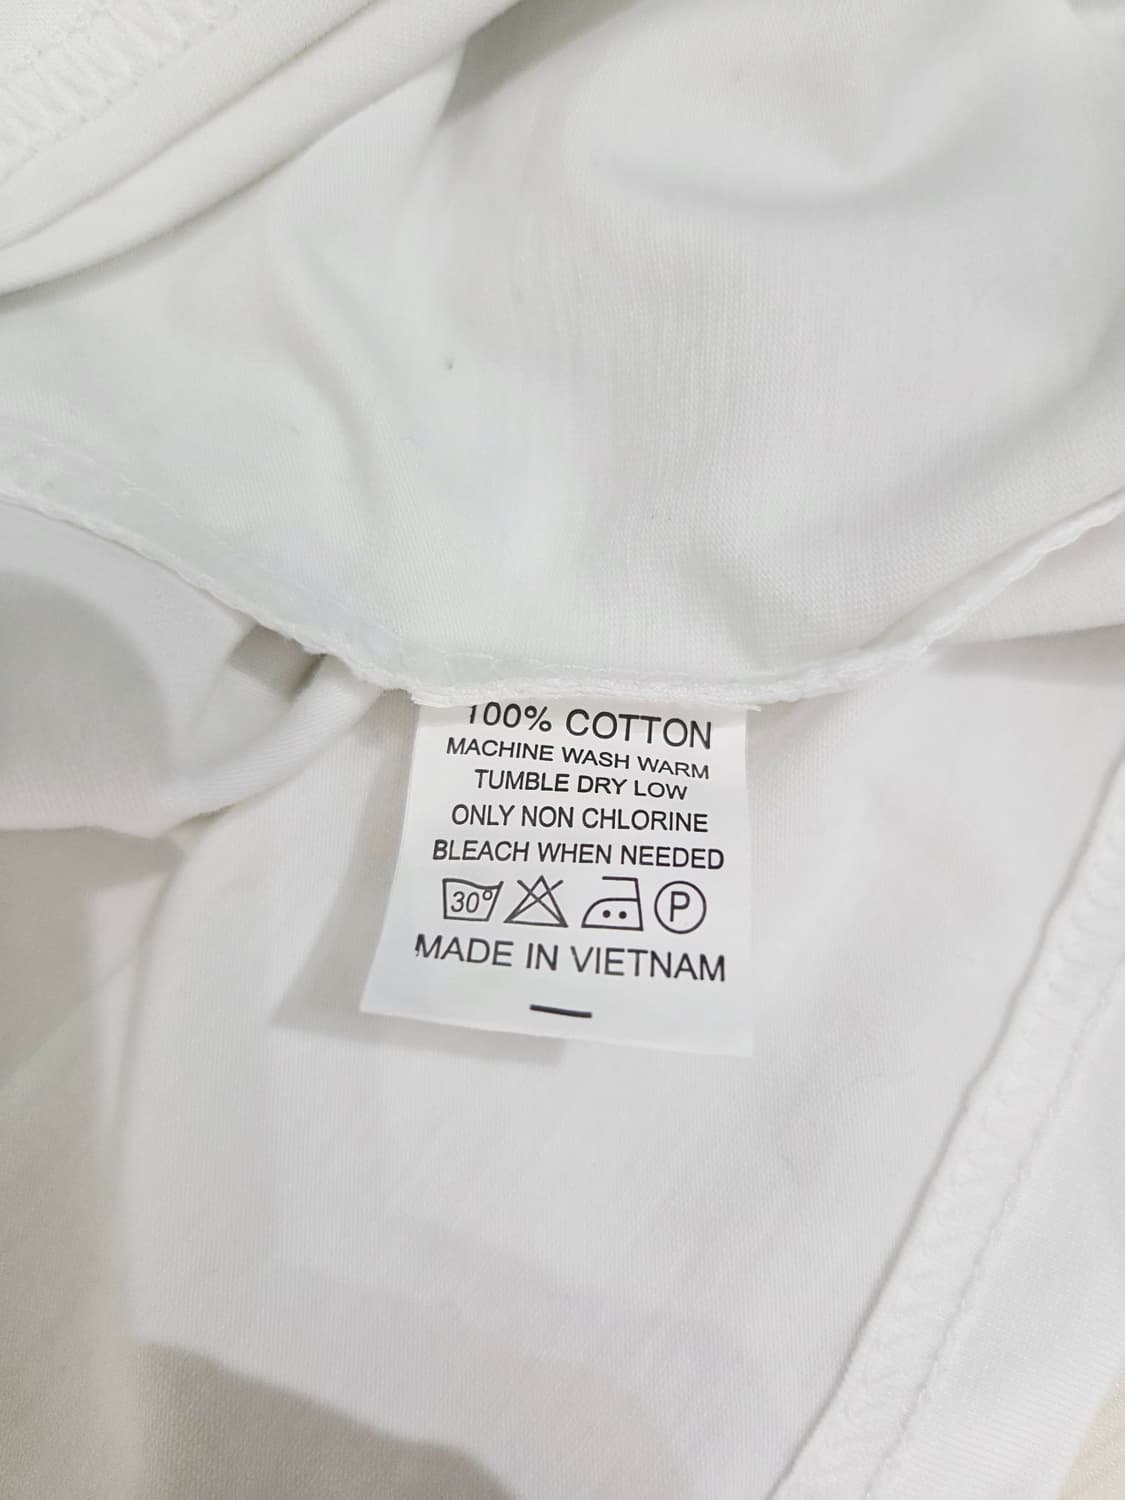 100% COTTON
MACHINE WASH WARM
TUMBLE DRY LOW
ONLY NON CHLORINE
BLEACH WHEN NEEDED
30° P
MADE IN VIETNAM